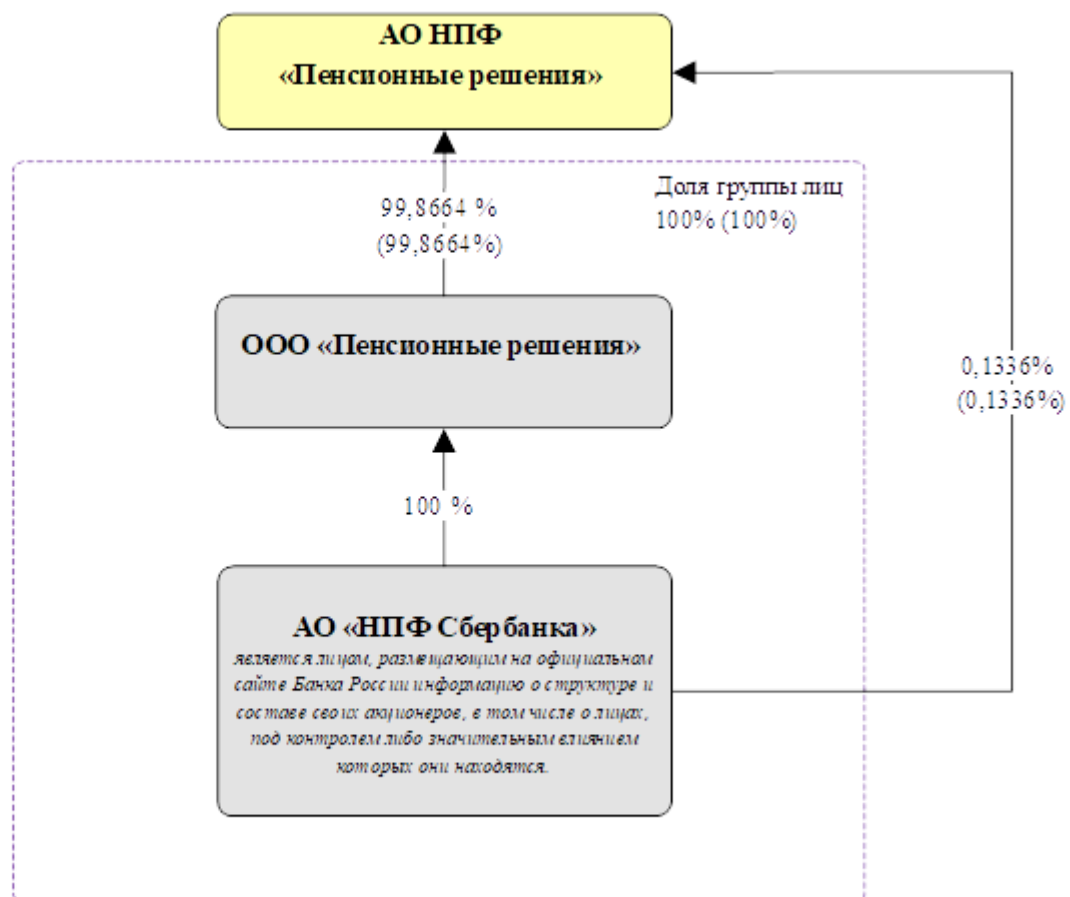 АО НПФ
«Пенсионные решения»
Доля группы лиц
100% (100%)
99,8664 %
(99,8664%)
ООО «Пенсионные решения»
0,1336%
(0,1336%)
100 %
АО «НПФ Сбербанка»
является лицом, размещающим на официальном
сайте Банка России информацию о структуре и
составе своих акционеров, в том числе о лицах,
под контролем либо значительным влиянием
которых они находятся.